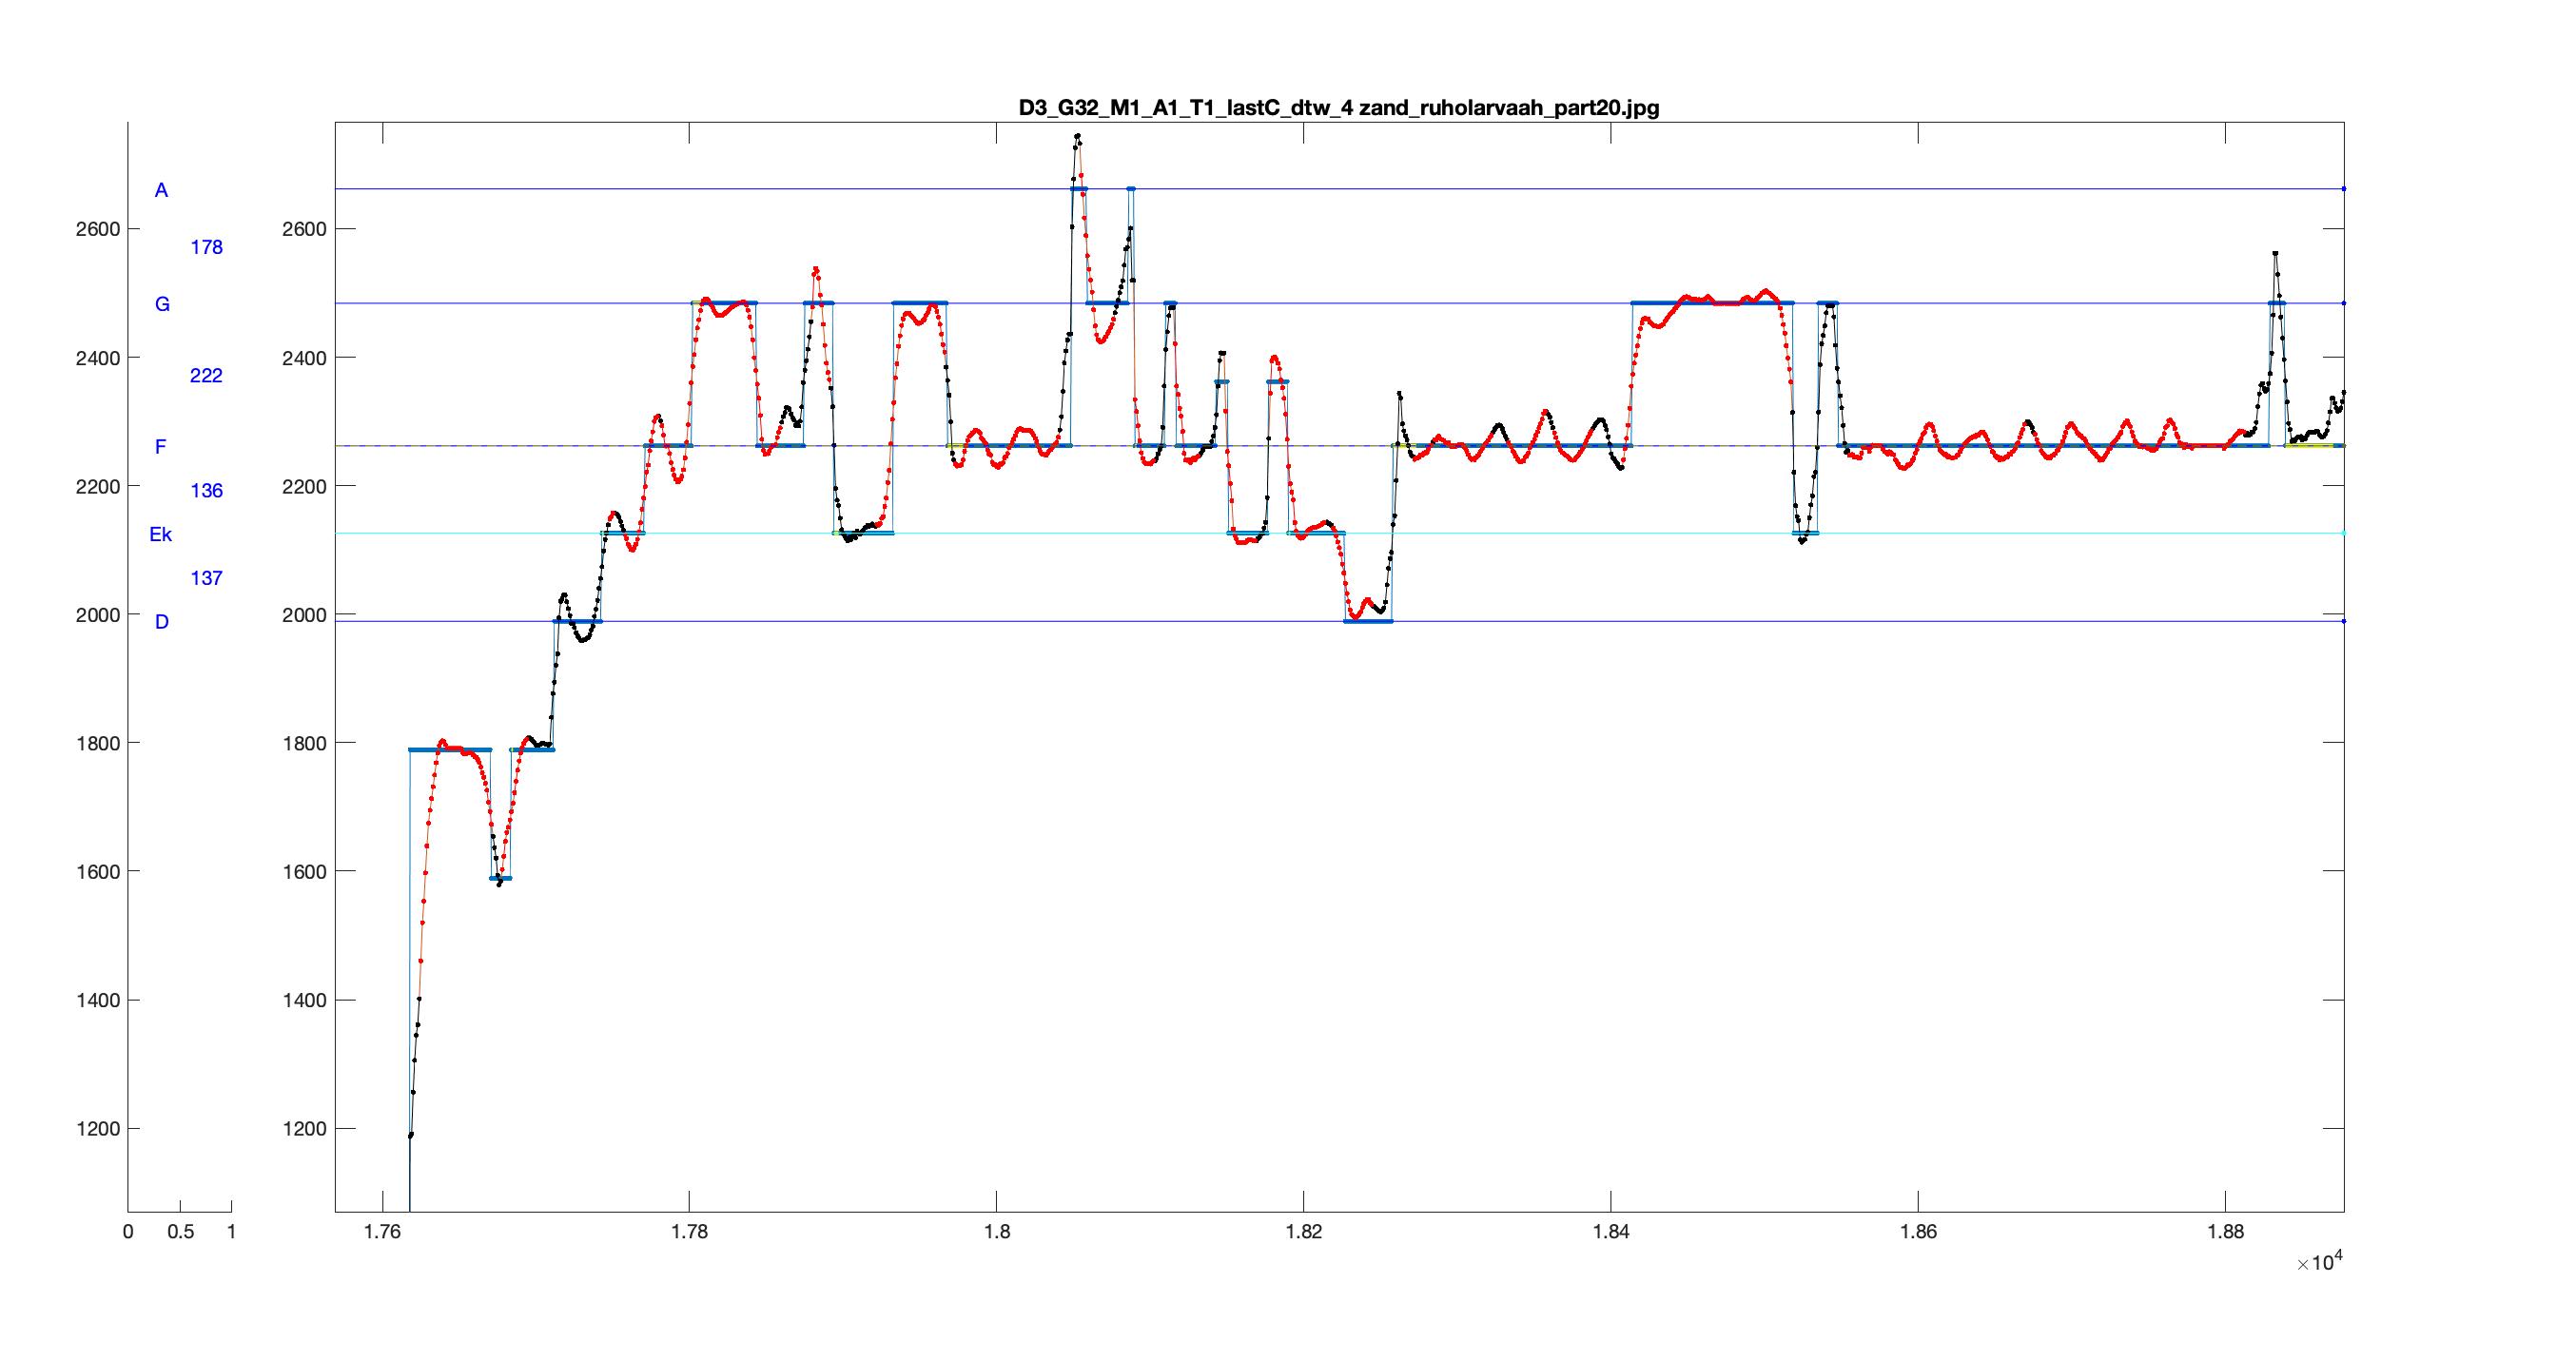 D3_G32_M1_A1_T1_lastC_dtw_4 zand_ruholarvaah_part20.jpg
A
2600 2600
178
G
2400 2400
222
F
2200 2200
136
Ek
137
2000 2000
D
1800 1800
1600 1600
1400 1400
1200 1200
0 0.5 1 1.76 1.78 1.8 1.82 1.84 1.86 1.88
×10^4